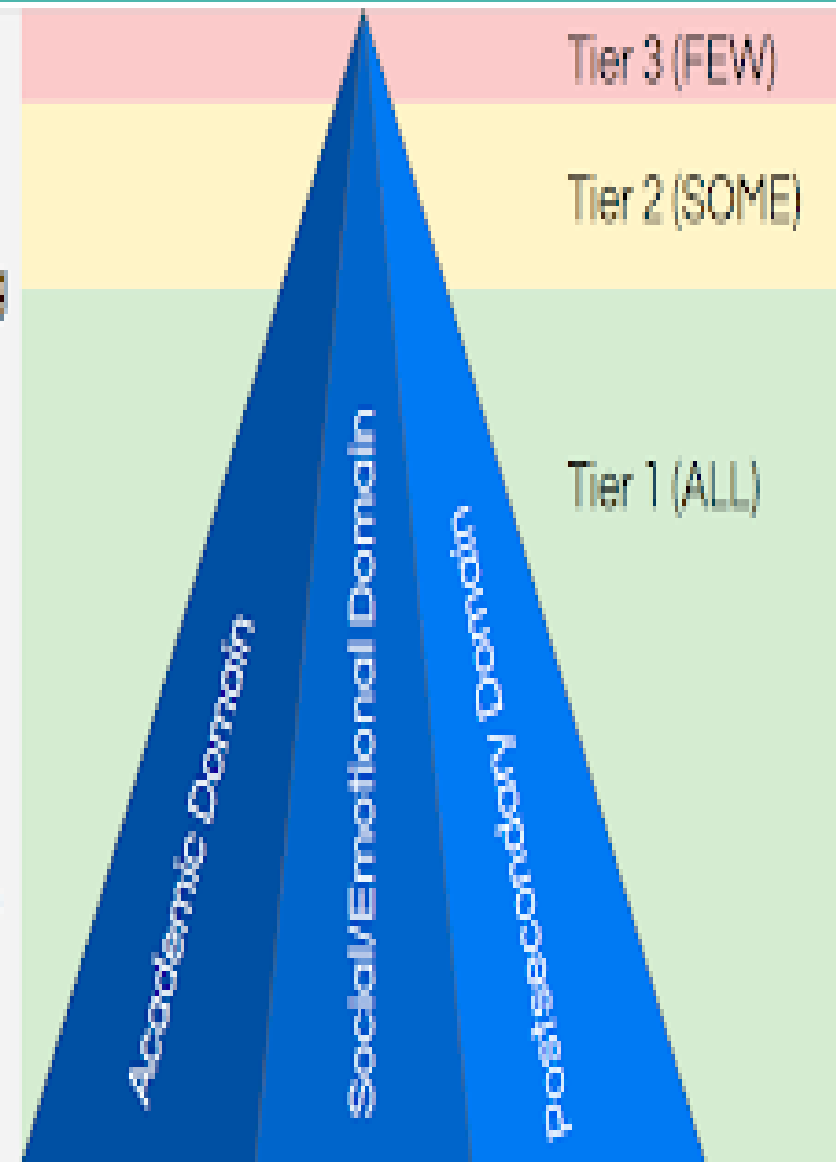 Tier 3 (FEW)
Tier 2 (SOME)
Tier 1 (ALL)
Academic Domain
Social/Emotional Domain
Postsecondary Domain